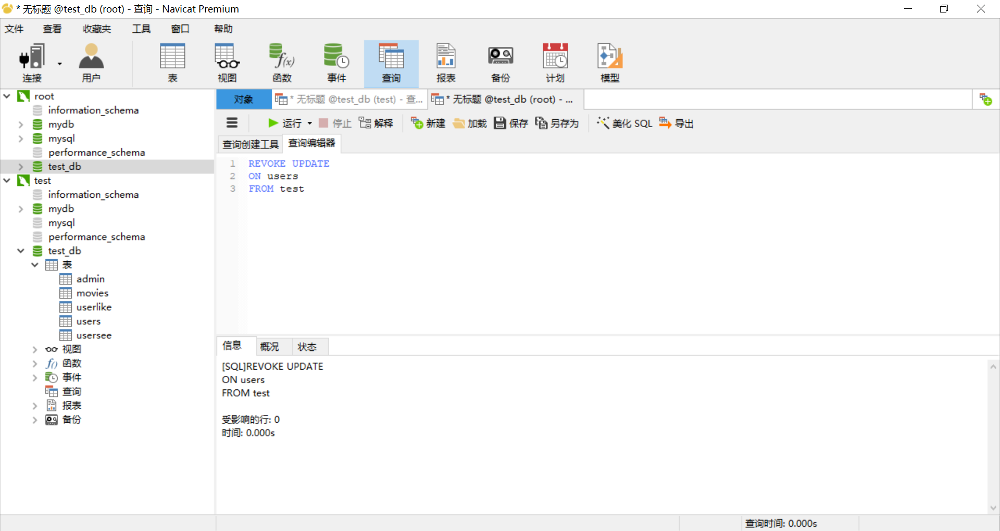 * 无标题 @test_db (root) - 查询 - Navicat Premium
文件 查看 收藏夹 工具 窗口 帮助
连接 用户 表 视图 函数 事件 查询 报表 备份 计划 模型
对象 * 无标题 @test_db (test) - 查... * 无标题 @test_db (root) - ...
运行 停止 解释 新建 加载 保存 另存为 美化 SQL 导出
查询创建工具 查询编辑器
1 REVOKE UPDATE
2 ON users
3 FROM test
root
information_schema
mydb
mysql
performance_schema
test_db
test
information_schema
mydb
mysql
performance_schema
test_db
表
admin
movies
userlike
users
usersee
视图
函数
事件
查询
报表
备份
信息 概况 状态
[SQL]REVOKE UPDATE
ON users
FROM test
受影响的行: 0
时间: 0.000s
查询时间: 0.000s